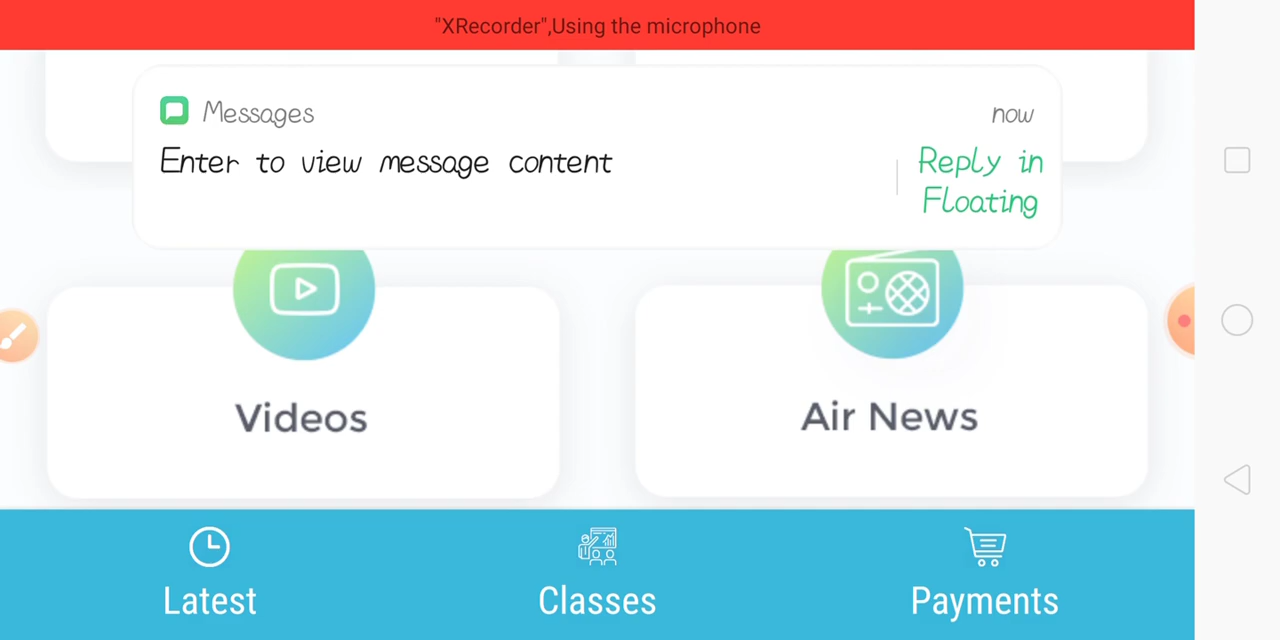 "XRecorder",Using the microphone
Messages
now
Enter to view message content
Reply in
Floating
Videos
Air News
Latest
Classes
Payments